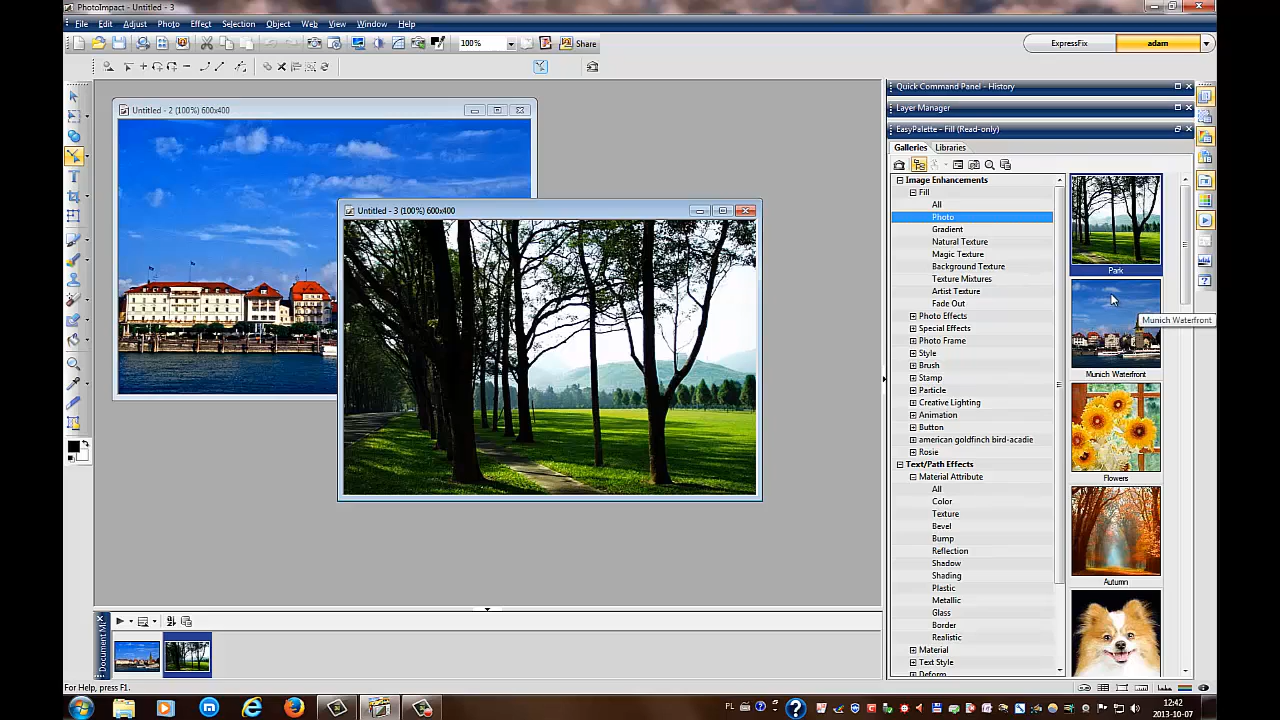 PhotoImpact - Untitled - 3
File Edit Adjust Photo Effect Selection Object Web View Window Help
100% Share ExpressFix adam
Quick Command Panel - History
Layer Manager
EasyPalette - Fill (Read-only)
Galleries Libraries
Untitled - 2 (100%) 600x400
Untitled - 3 (100%) 600x400
Image Enhancements
Fill
All
Photo
Gradient
Natural Texture
Magic Texture
Background Texture
Texture Mixtures
Artist Texture
Fade Out
Photo Effects
Special Effects
Photo Frame
Style
Brush
Stamp
Particle
Creative Lighting
Animation
Button
american goldfinch bird-acadie
Rosie
Text/Path Effects
Material Attribute
All
Color
Texture
Bevel
Bump
Reflection
Shadow
Shading
Plastic
Metallic
Glass
Border
Realistic
Material
Text Style
Deform
Park
Munich Waterfront
Munich Waterfront
Flowers
Autumn
For Help, press F1.
PL
12:42
2013-10-07